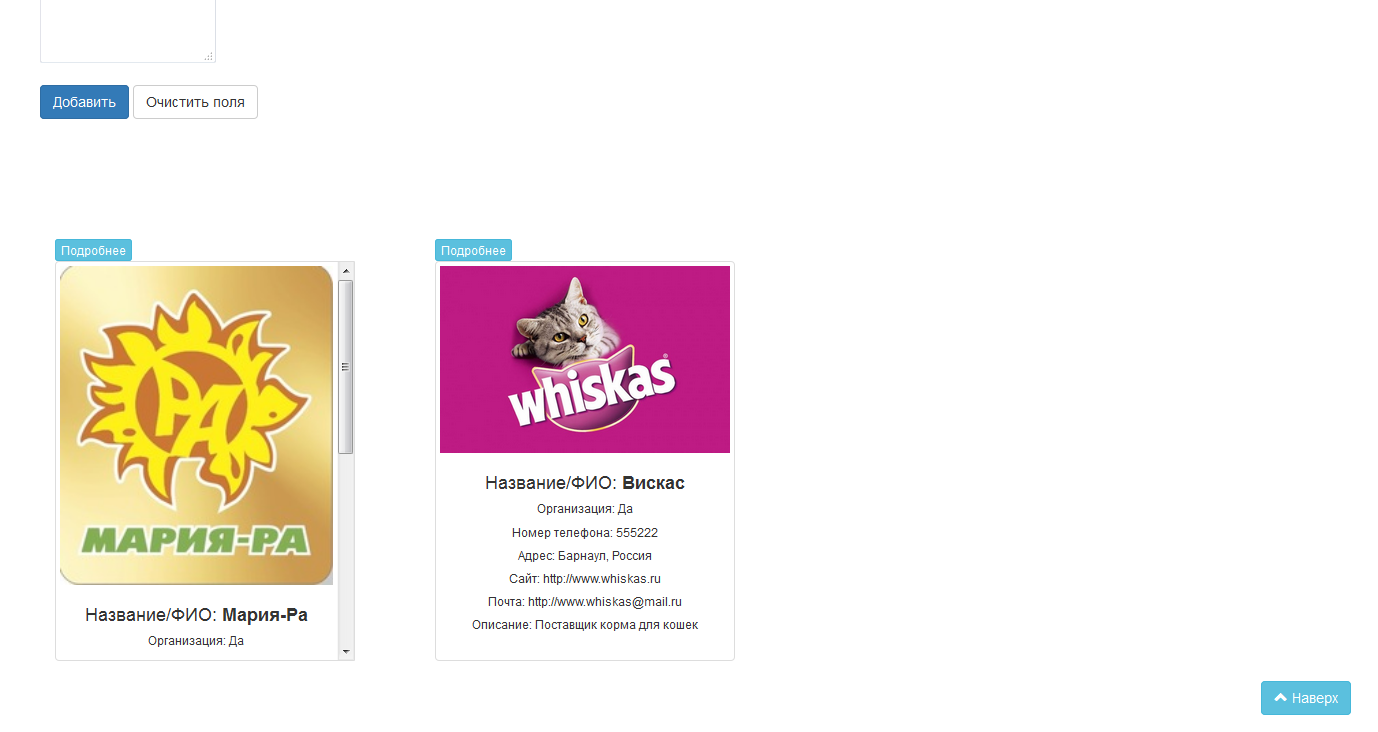 Добавить
Очистить поля
Подробнее
РА
МАРИЯ-РА
Название/ФИО: Мария-Ра
Организация: Да
Подробнее
whiskas®
Название/ФИО: Вискас
Организация: Да
Номер телефона: 555222
Адрес: Барнаул, Россия
Сайт: http://www.whiskas.ru
Почта: http://www.whiskas@mail.ru
Описание: Поставщик корма для кошек
Наверх